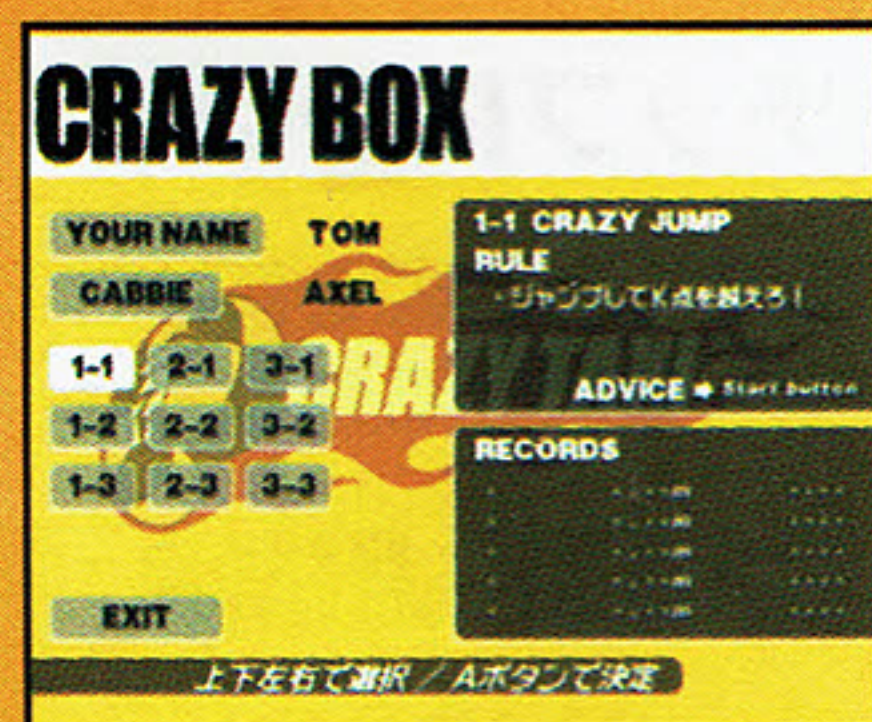 CRAZY BOX
YOUR NAME TOM
CABBIE AXEL
1-1 2-1 3-1
1-2 2-2 3-2
1-3 2-3 3-3
EXIT
1-1 CRAZY JUMP
RULE
・ジャンプしてK点を越えろ!
ADVICE Start button
RECORDS
CRAZY TAXI
上下左右で選択 / Aボタンで決定